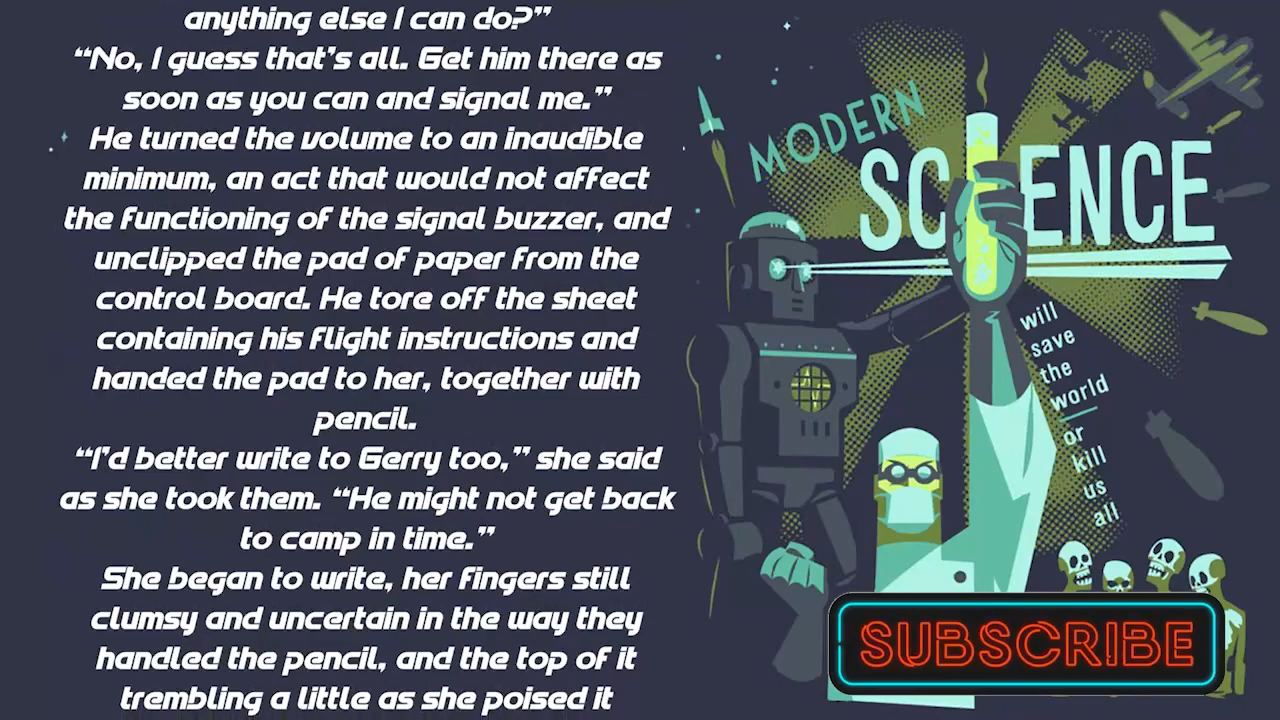 anything else I can do?”
“No, I guess that’s all. Get him there as
soon as you can and signal me.”
He turned the volume to an inaudible
minimum, an act that would not affect
the functioning of the signal buzzer, and
unclipped the pad of paper from the
control board. He tore off the sheet
containing his flight instructions and
handed the pad to her, together with
pencil.
“I’d better write to Gerry too,” she said
as she took them. “He might not get back
to camp in time.”
She began to write, her fingers still
clumsy and uncertain in the way they
handled the pencil, and the top of it
trembling a little as she poised it
MODERN
SCIENCE
will
save
the
world
or
kill
us
all
SUBSCRIBE